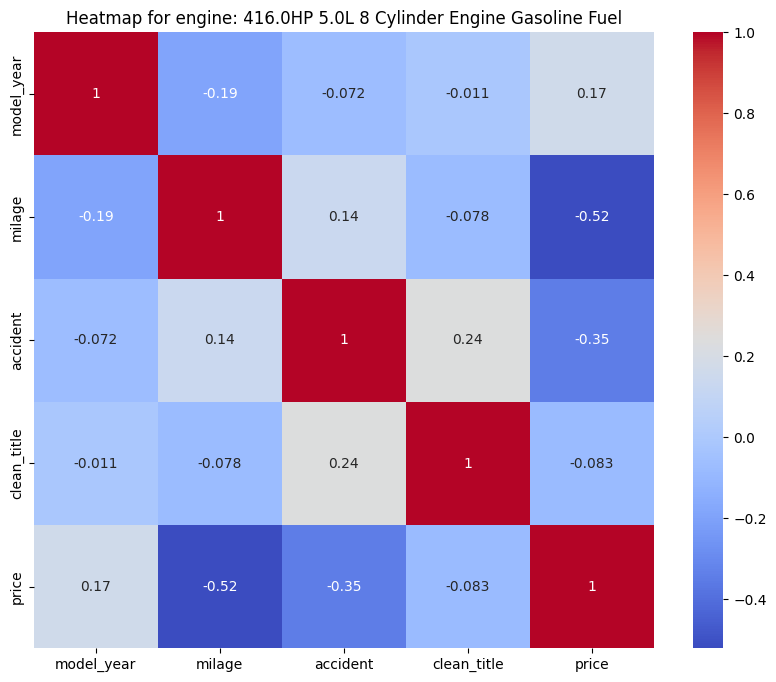 Heatmap for engine: 416.0HP 5.0L 8 Cylinder Engine Gasoline Fuel
model_year 1 -0.19 -0.072 -0.011 0.17
milage -0.19 1 0.14 -0.078 -0.52
accident -0.072 0.14 1 0.24 -0.35
clean_title -0.011 -0.078 0.24 1 -0.083
price 0.17 -0.52 -0.35 -0.083 1
model_year milage accident clean_title price
1.0
0.8
0.6
0.4
0.2
0.0
−0.2
−0.4